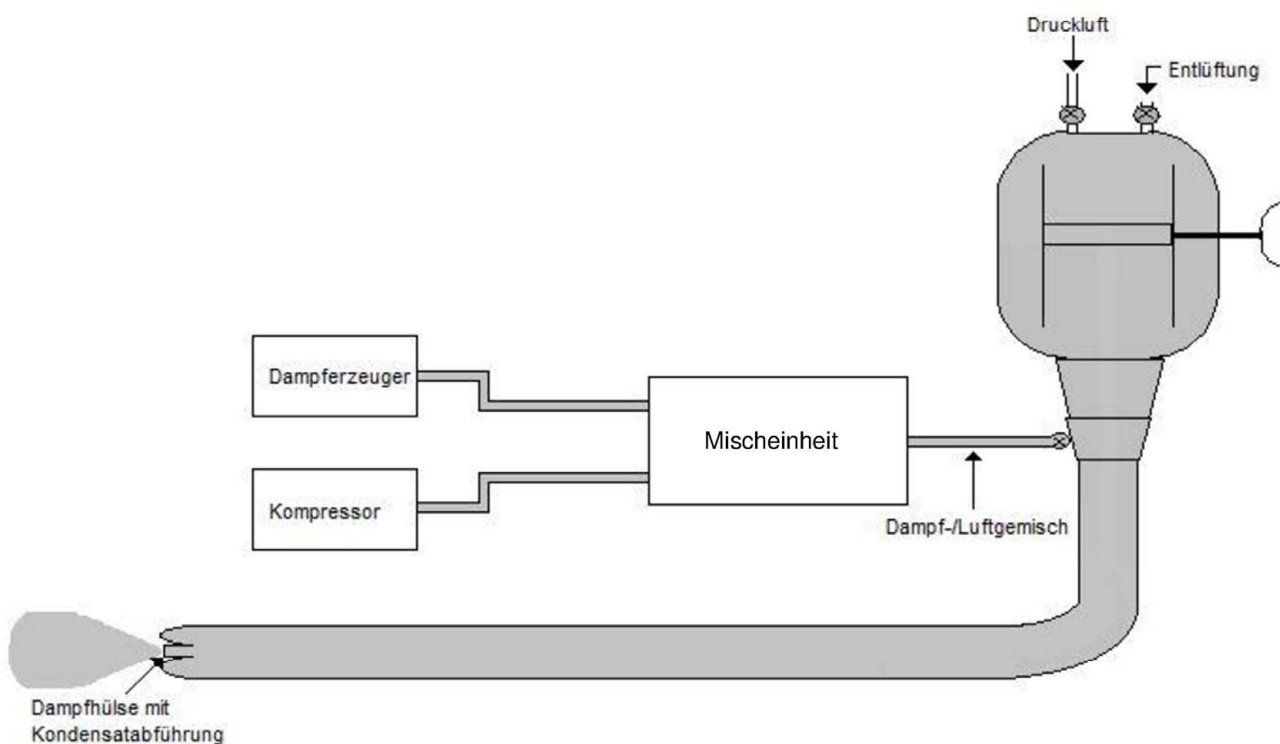 Druckluft
Entlüftung
Dampferzeuger
Mischeinheit
Kompressor
Dampf-/Luftgemisch
Dampfhülse mit
Kondensatabführung